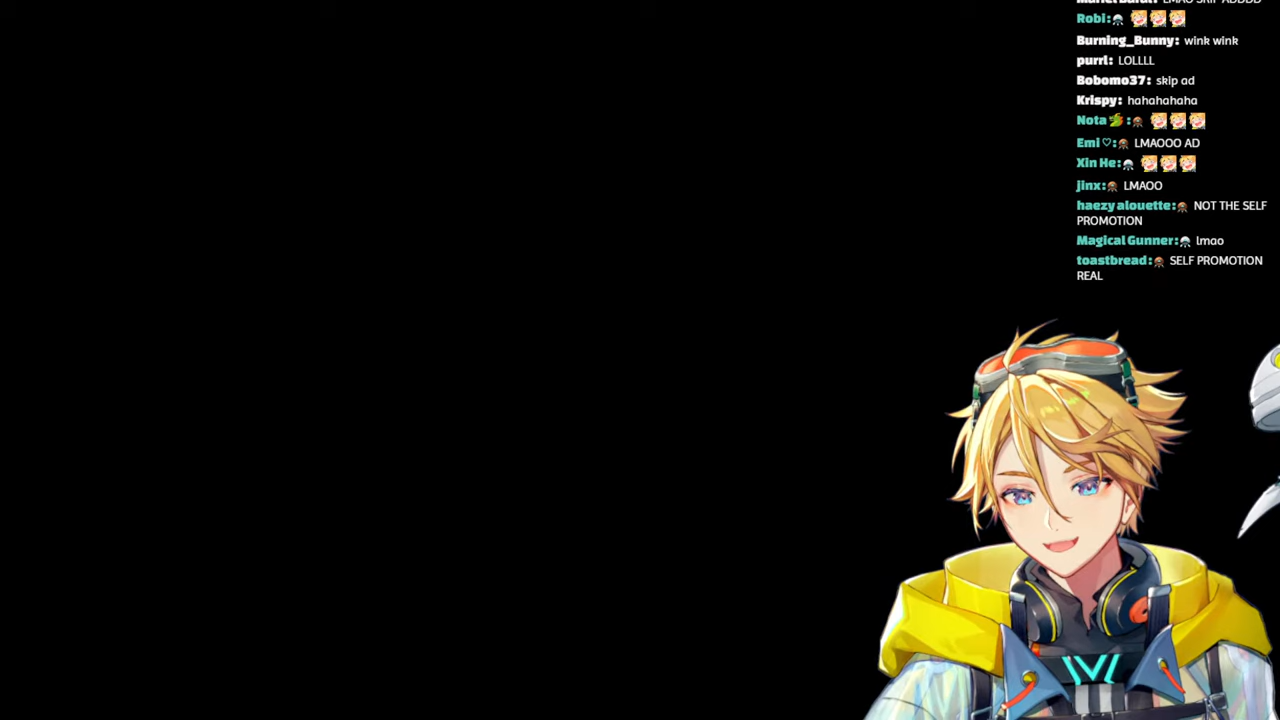 Robi: 
Burning_Bunny: wink wink
purrl: LOLLLL
Bobomo37: skip ad
Krispy: hahahahaha
Nota :
Emi ♡: LMAOOO AD
Xin He:
jinx: LMAOO
haezy alouette: NOT THE SELF
PROMOTION
Magical Gunner: lmao
toastbread: SELF PROMOTION
REAL